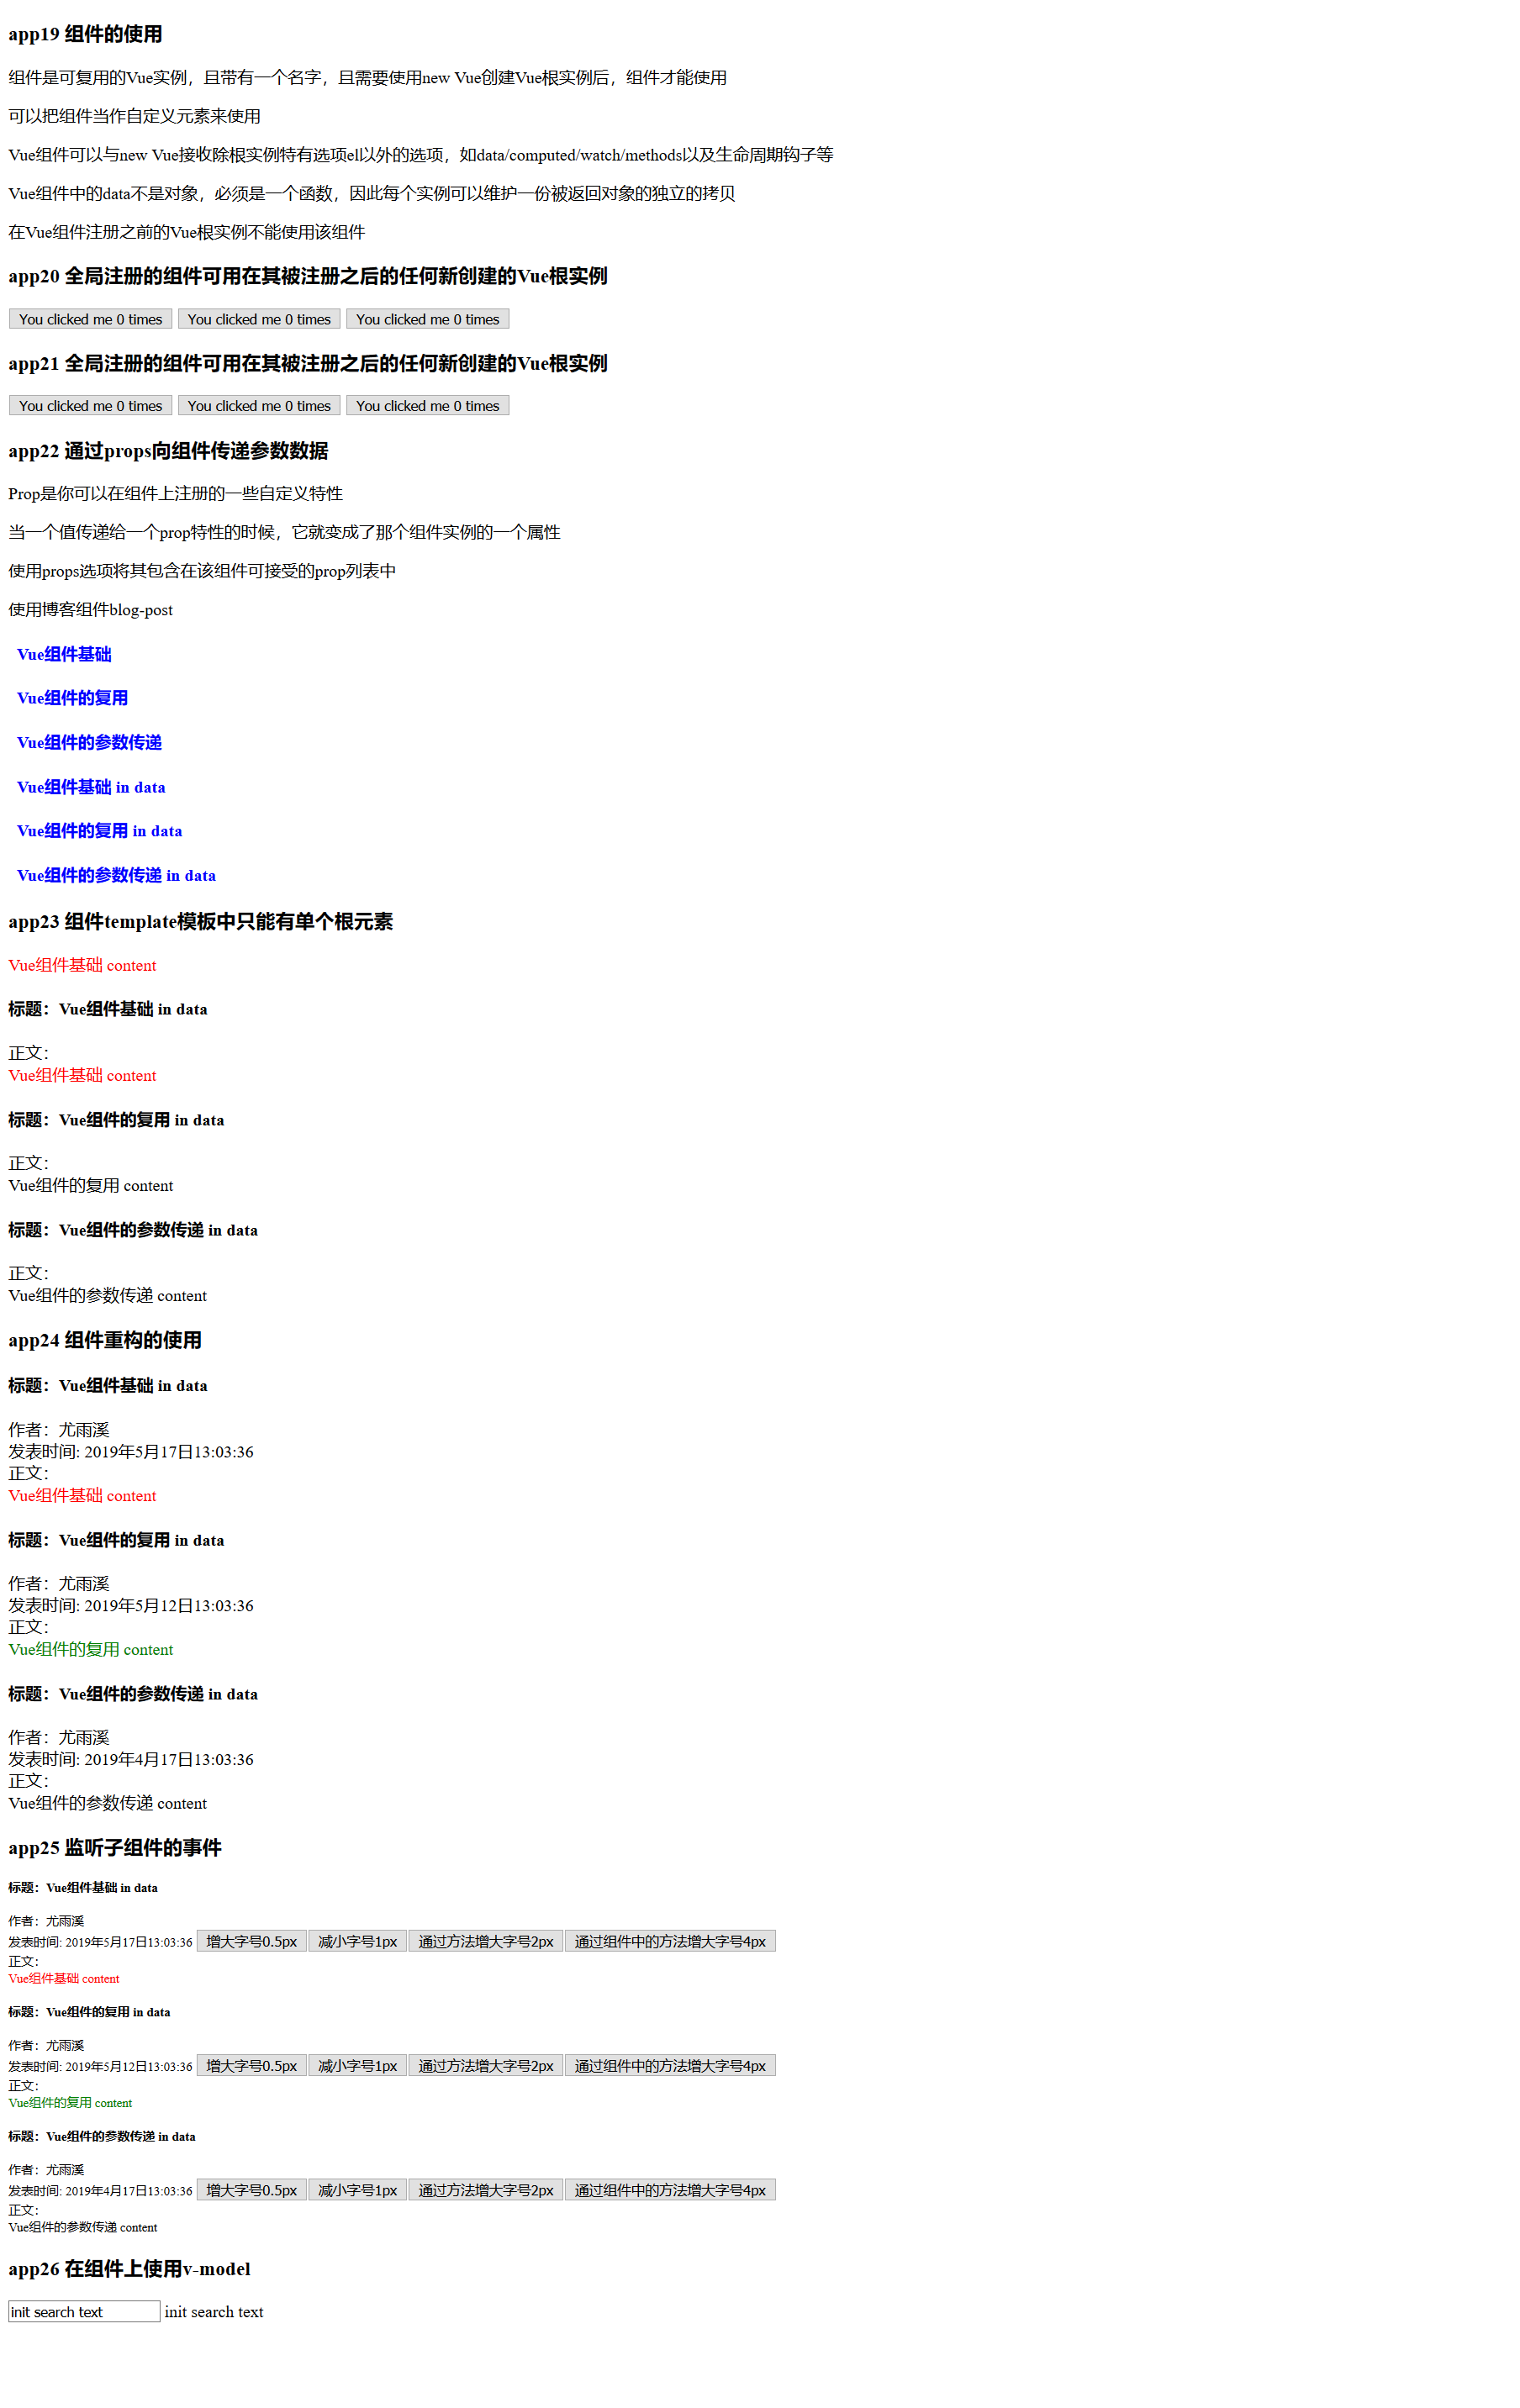 app19 组件的使用
组件是可复用的Vue实例，且带有一个名字，且需要使用new Vue创建Vue根实例后，组件才能使用
可以把组件当作自定义元素来使用
Vue组件可以与new Vue接收除根实例特有选项el以外的选项，如data/computed/watch/methods以及生命周期钩子等
Vue组件中的data不是对象，必须是一个函数，因此每个实例可以维护一份被返回对象的独立的拷贝
在Vue组件注册之前的Vue根实例不能使用该组件
app20 全局注册的组件可用在其被注册之后的任何新创建的Vue根实例
You clicked me 0 times You clicked me 0 times You clicked me 0 times
app21 全局注册的组件可用在其被注册之后的任何新创建的Vue根实例
You clicked me 0 times You clicked me 0 times You clicked me 0 times
app22 通过props向组件传递参数数据
Prop是你可以在组件上注册的一些自定义特性
当一个值传递给一个prop特性的时候，它就变成了那个组件实例的一个属性
使用props选项将其包含在该组件可接受的prop列表中
使用博客组件blog-post
Vue组件基础
Vue组件的复用
Vue组件的参数传递
Vue组件基础 in data
Vue组件的复用 in data
Vue组件的参数传递 in data
app23 组件template模板中只能有单个根元素
Vue组件基础 content
标题：Vue组件基础 in data
正文：
Vue组件基础 content
标题：Vue组件的复用 in data
正文：
Vue组件的复用 content
标题：Vue组件的参数传递 in data
正文：
Vue组件的参数传递 content
app24 组件重构的使用
标题：Vue组件基础 in data
作者：尤雨溪
发表时间: 2019年5月17日13:03:36
正文：
Vue组件基础 content
标题：Vue组件的复用 in data
作者：尤雨溪
发表时间: 2019年5月12日13:03:36
正文：
Vue组件的复用 content
标题：Vue组件的参数传递 in data
作者：尤雨溪
发表时间: 2019年4月17日13:03:36
正文：
Vue组件的参数传递 content
app25 监听子组件的事件
标题：Vue组件基础 in data
作者：尤雨溪
发表时间: 2019年5月17日13:03:36 增大字号0.5px 减小字号1px 通过方法增大字号2px 通过组件中的方法增大字号4px
正文：
Vue组件基础 content
标题：Vue组件的复用 in data
作者：尤雨溪
发表时间: 2019年5月12日13:03:36 增大字号0.5px 减小字号1px 通过方法增大字号2px 通过组件中的方法增大字号4px
正文：
Vue组件的复用 content
标题：Vue组件的参数传递 in data
作者：尤雨溪
发表时间: 2019年4月17日13:03:36 增大字号0.5px 减小字号1px 通过方法增大字号2px 通过组件中的方法增大字号4px
正文：
Vue组件的参数传递 content
app26 在组件上使用v-model
init search text init search text